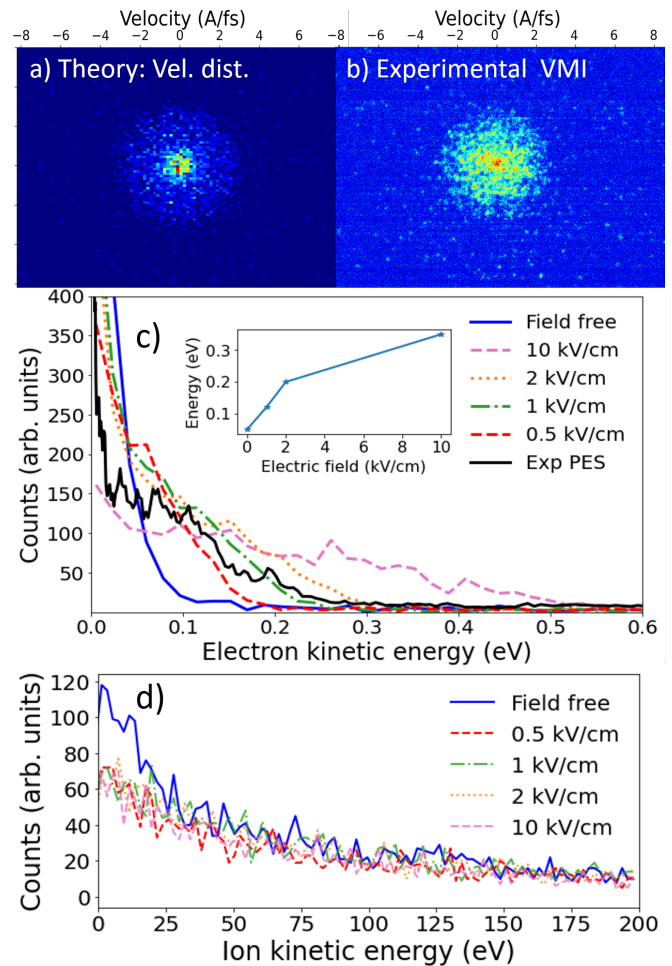 Velocity (A/fs) Velocity (A/fs)
−8 −6 −4 −2 0 2 4 6 −8 −6 −4 −2 0 2 4 6 8
a) Theory: Vel. dist. b) Experimental VMI
400
350
300
250
200
150
100
50
Counts (arb. units)
c)
0.3
0.2
0.1
Energy (eV)
0 2 4 6 8 10
Electric field (kV/cm)
Field free
10 kV/cm
2 kV/cm
1 kV/cm
0.5 kV/cm
Exp PES
0.0 0.1 0.2 0.3 0.4 0.5 0.6
Electron kinetic energy (eV)
120
100
80
60
40
20
0
Counts (arb. units)
d)
Field free
0.5 kV/cm
1 kV/cm
2 kV/cm
10 kV/cm
0 25 50 75 100 125 150 175 200
Ion kinetic energy (eV)